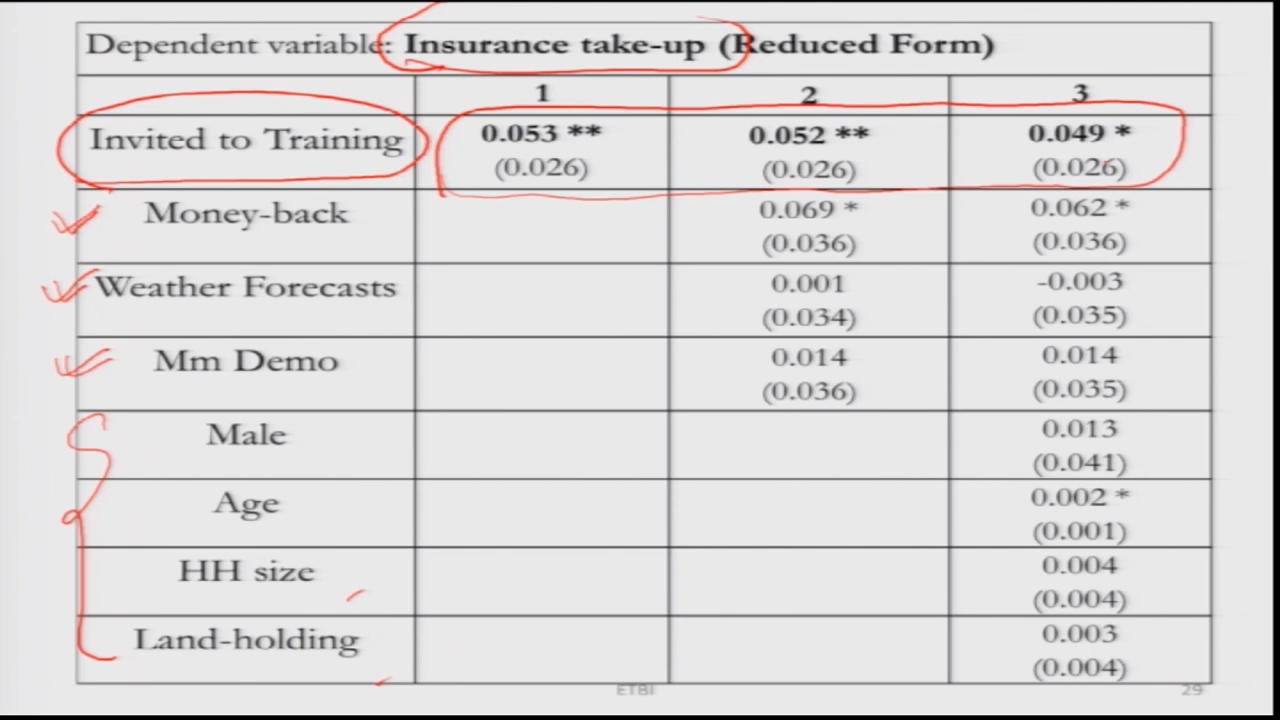 Dependent variable: Insurance take-up (Reduced Form)
1 2 3
Invited to Training 0.053 ** 0.052 ** 0.049 *
(0.026) (0.026) (0.026)
Money-back 0.069 * 0.062 *
(0.036) (0.036)
Weather Forecasts 0.001 -0.003
(0.034) (0.035)
Mm Demo 0.014 0.014
(0.036) (0.035)
Male 0.013
(0.041)
Age 0.002 *
(0.001)
HH size 0.004
(0.004)
Land-holding 0.003
(0.004)
ETBI 29